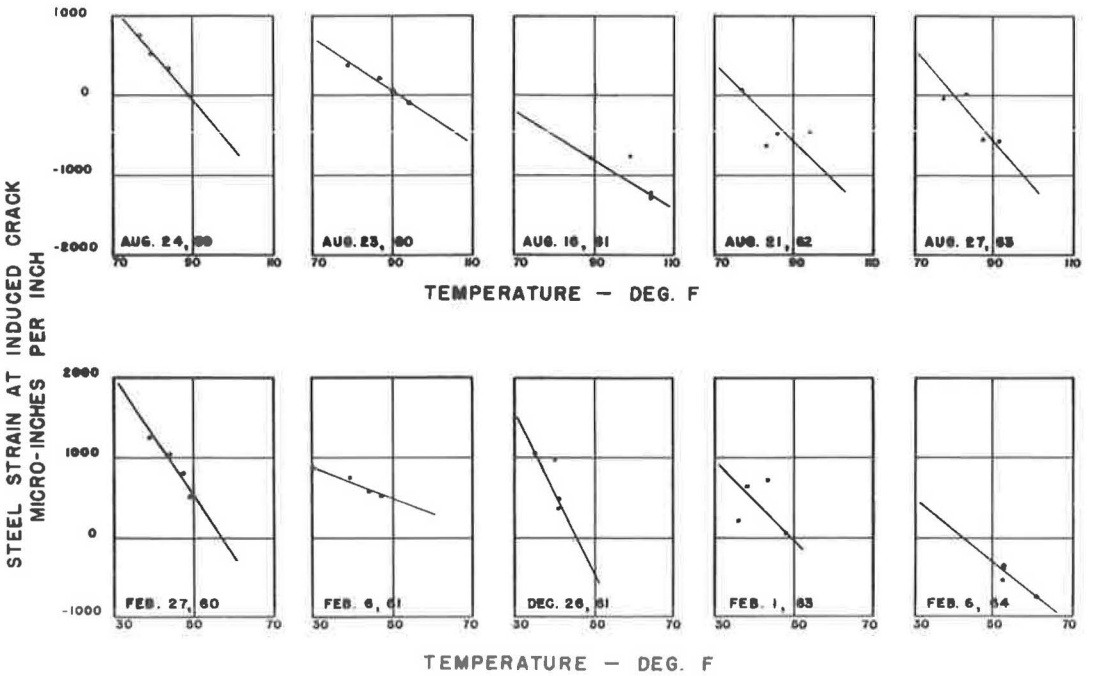 STEEL STRAIN AT INDUCED CRACK
MICRO-INCHES PER INCH
1000
0
-1000
-2000
AUG. 24,
AUG. 23, 60
AUG. 16, 61
AUG. 21, 62
AUG. 27, 63
70 90 110
90 110
90 110
70 90 110
70 90 110
TEMPERATURE — DEG. F
2000
1000
0
-1000
FEB. 27, 60
FEB. 6, 61
DEC. 26, 61
FEB. 1, 63
FEB. 6, 64
30 50 70
30 50 70
30 50 70
30 50 70
30 50 70
TEMPERATURE — DEG. F